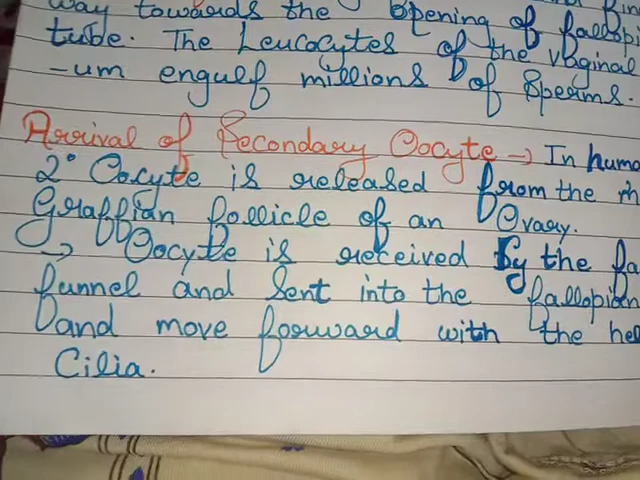 way towards the opening of fallopi
tube. The Leucocytes of the vaginal
-um engulf millions of sperms.
Arrival of Secondary Oocyte → In huma
2° Oocyte is released from the m
Graffian follicle of an Ovary.
→ Oocyte is received by the fa
funnel and sent into the fallopian
and move forward with the hel
Cilia.